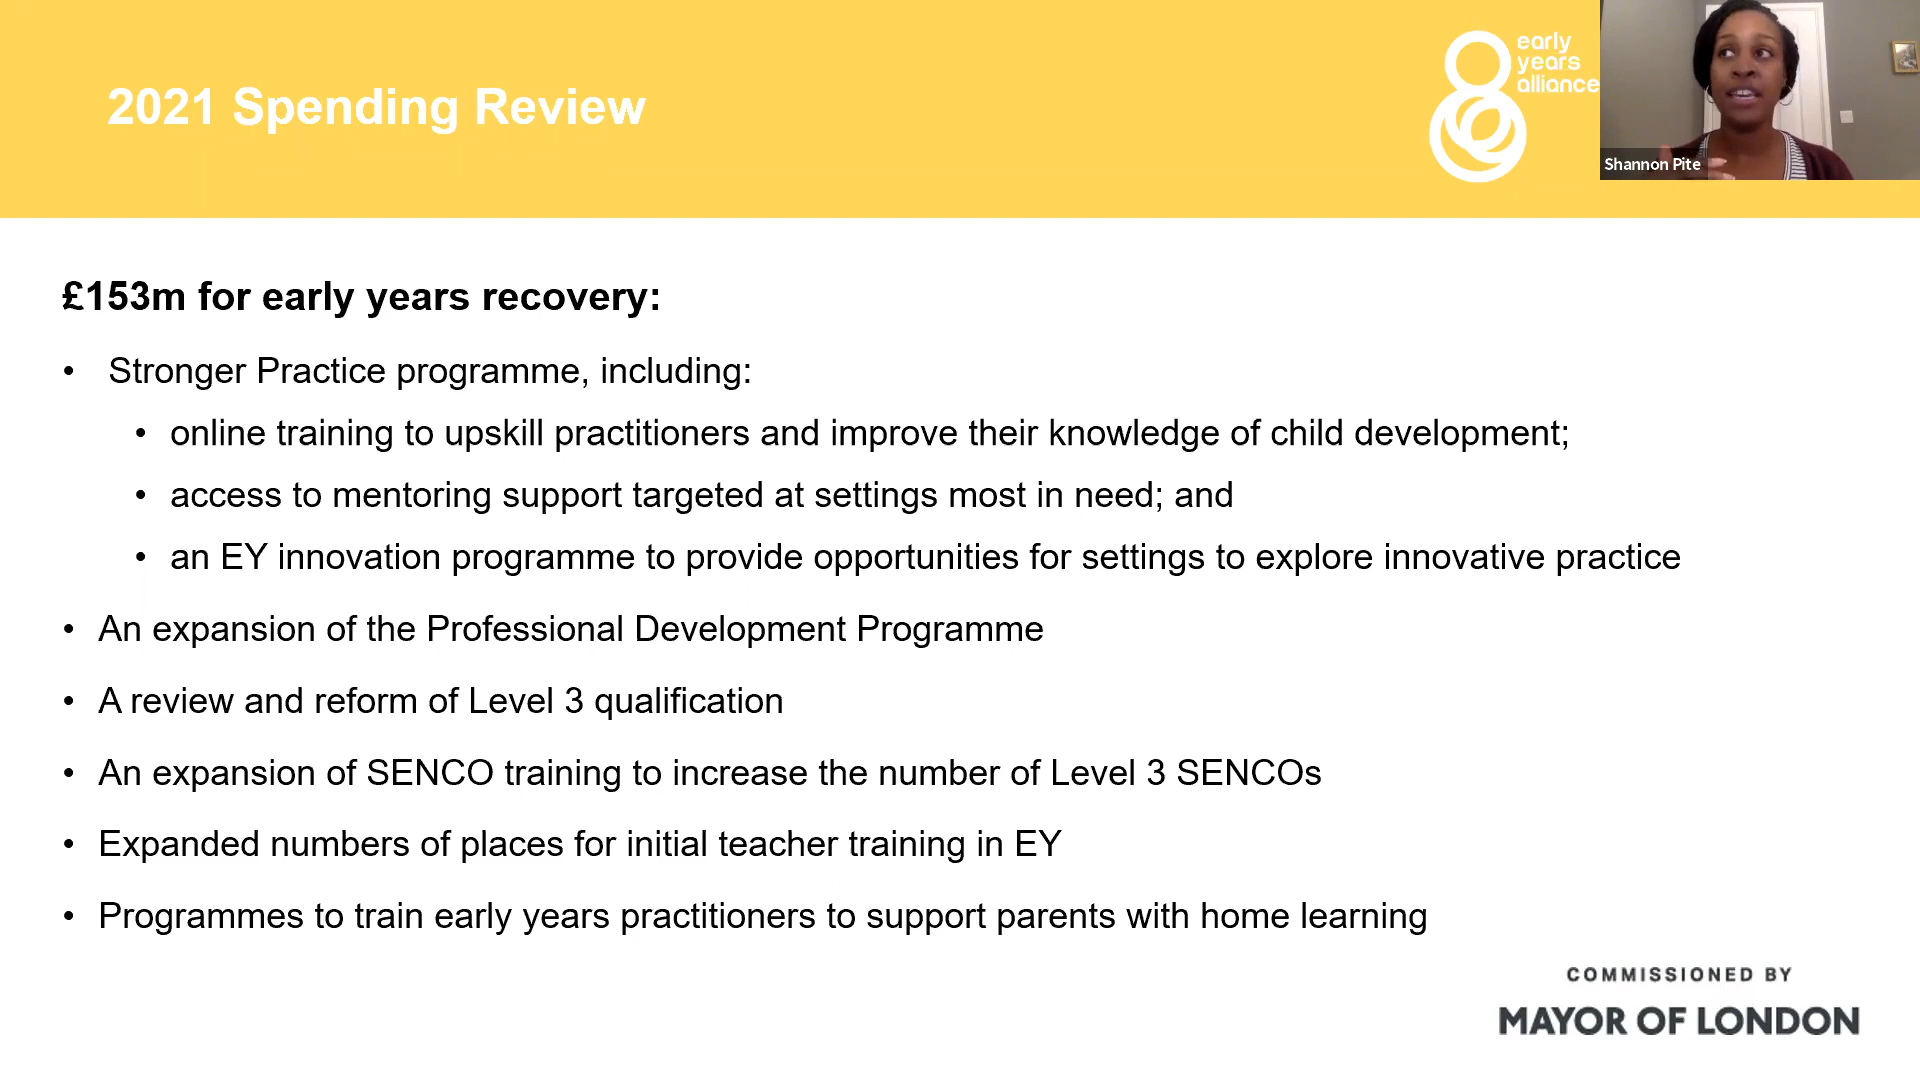 2021 Spending Review
early
years
alliance
Shannon Pite
£153m for early years recovery:
• Stronger Practice programme, including:
• online training to upskill practitioners and improve their knowledge of child development;
• access to mentoring support targeted at settings most in need; and
• an EY innovation programme to provide opportunities for settings to explore innovative practice
• An expansion of the Professional Development Programme
• A review and reform of Level 3 qualification
• An expansion of SENCO training to increase the number of Level 3 SENCOs
• Expanded numbers of places for initial teacher training in EY
• Programmes to train early years practitioners to support parents with home learning
COMMISSIONED BY
MAYOR OF LONDON